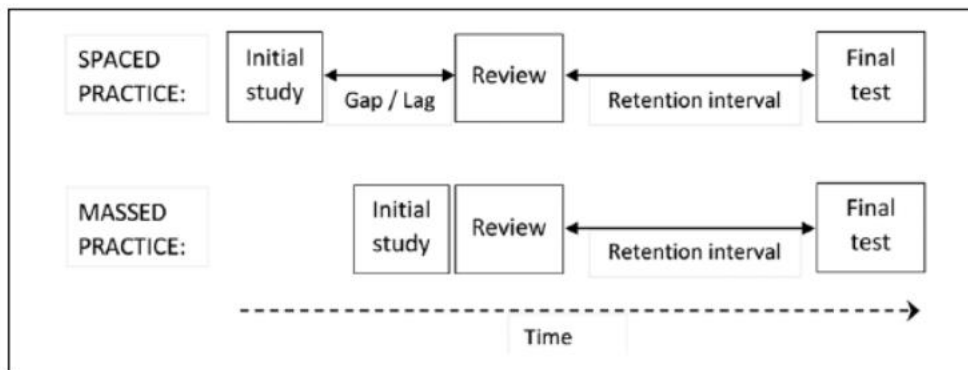 SPACED
PRACTICE:
Initial
study
Gap / Lag
Review
Retention interval
Final
test
MASSED
PRACTICE:
Initial
study
Review
Retention interval
Final
test
Time